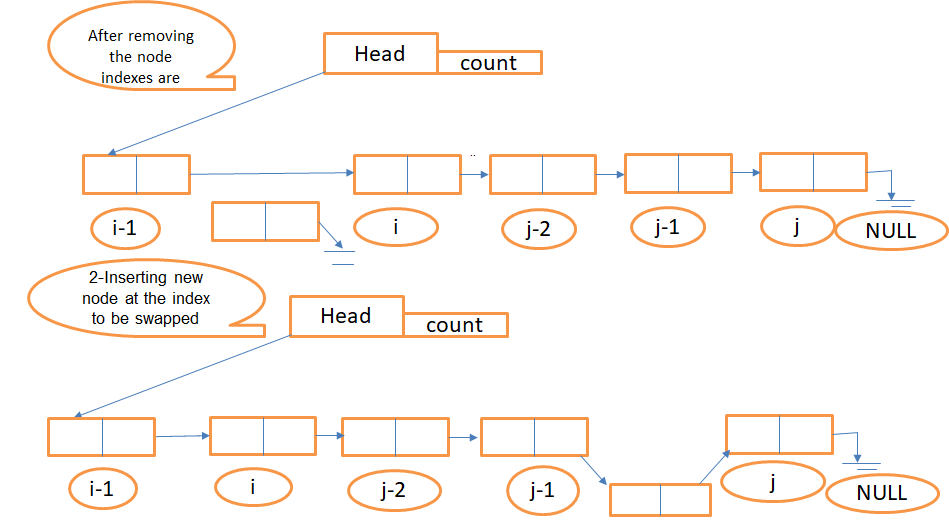 After removing
the node
indexes are
Head
count
..
i-1
i
j-2
j-1
j
NULL
2-Inserting new
node at the index
to be swapped
Head
count
i-1
i
j-2
j-1
j
NULL